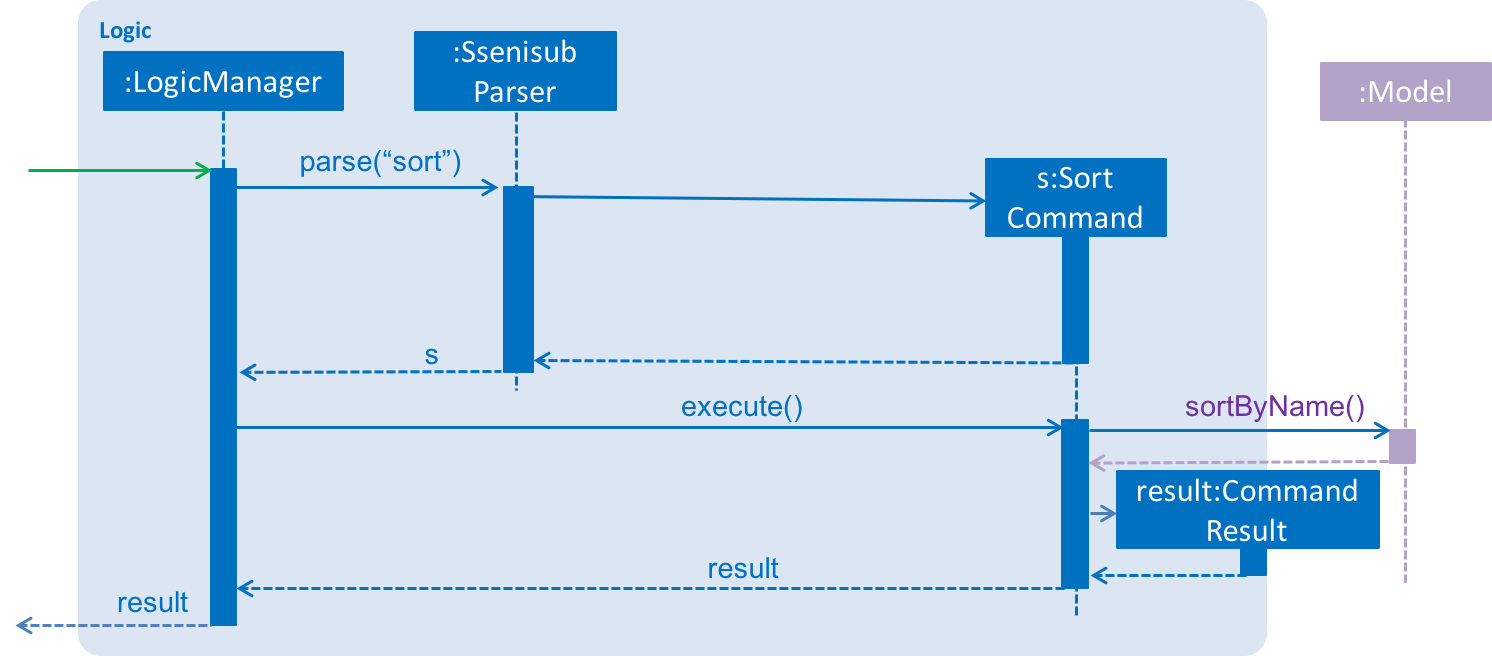 Logic
:LogicManager
:Ssenisub
Parser
:Model
parse(“sort”)
s:Sort
Command
s
execute()
sortByName()
result:Command
Result
result
result